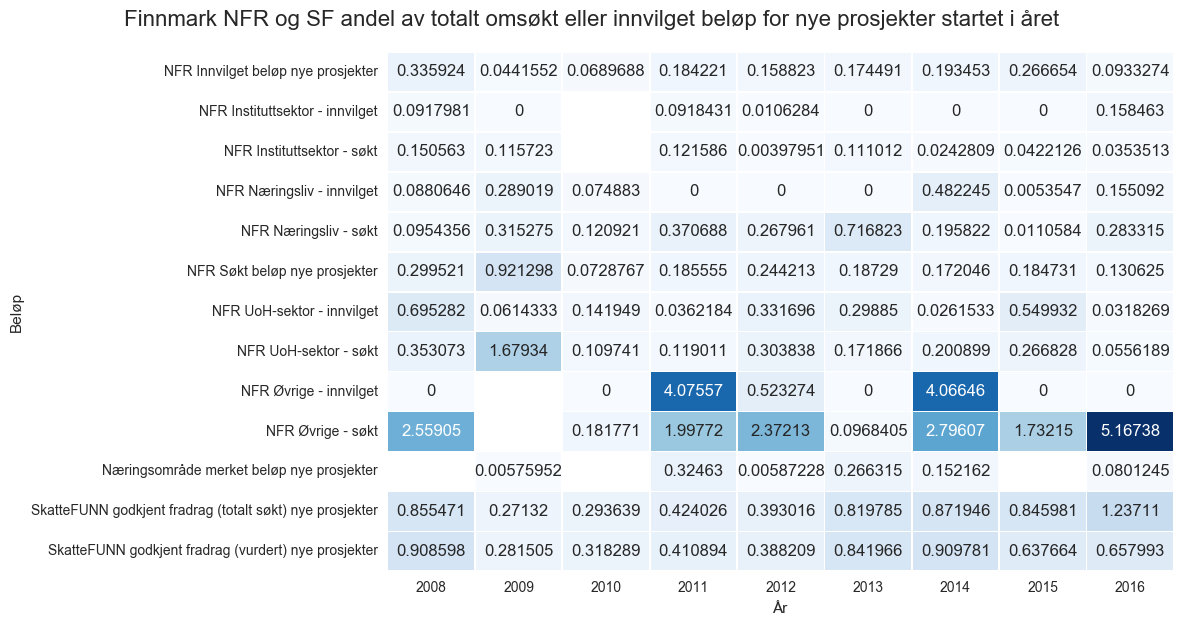 Finnmark NFR og SF andel av totalt omsøkt eller innvilget beløp for nye prosjekter startet i året
Beløp
NFR Innvilget beløp nye prosjekter 0.335924 0.0441552 0.0689688 0.184221 0.158823 0.174491 0.193453 0.266654 0.0933274
NFR Instituttsektor - innvilget 0.0917981 0 0.0918431 0.0106284 0 0 0 0.158463
NFR Instituttsektor - søkt 0.150563 0.115723 0.121586 0.00397951 0.111012 0.0242809 0.0422126 0.0353513
NFR Næringsliv - innvilget 0.0880646 0.289019 0.074883 0 0 0 0.482245 0.0053547 0.155092
NFR Næringsliv - søkt 0.0954356 0.315275 0.120921 0.370688 0.267961 0.716823 0.195822 0.0110584 0.283315
NFR Søkt beløp nye prosjekter 0.299521 0.921298 0.0728767 0.185555 0.244213 0.18729 0.172046 0.184731 0.130625
NFR UoH-sektor - innvilget 0.695282 0.0614333 0.141949 0.0362184 0.331696 0.29885 0.0261533 0.549932 0.0318269
NFR UoH-sektor - søkt 0.353073 1.67934 0.109741 0.119011 0.303838 0.171866 0.200899 0.266828 0.0556189
NFR Øvrige - innvilget 0 0 4.07557 0.523274 0 4.06646 0 0
NFR Øvrige - søkt 2.55905 0.181771 1.99772 2.37213 0.0968405 2.79607 1.73215 5.16738
Næringsområde merket beløp nye prosjekter 0.00575952 0.32463 0.00587228 0.266315 0.152162 0.0801245
SkatteFUNN godkjent fradrag (totalt søkt) nye prosjekter 0.855471 0.27132 0.293639 0.424026 0.393016 0.819785 0.871946 0.845981 1.23711
SkatteFUNN godkjent fradrag (vurdert) nye prosjekter 0.908598 0.281505 0.318289 0.410894 0.388209 0.841966 0.909781 0.637664 0.657993
2008 2009 2010 2011 2012 2013 2014 2015 2016
År